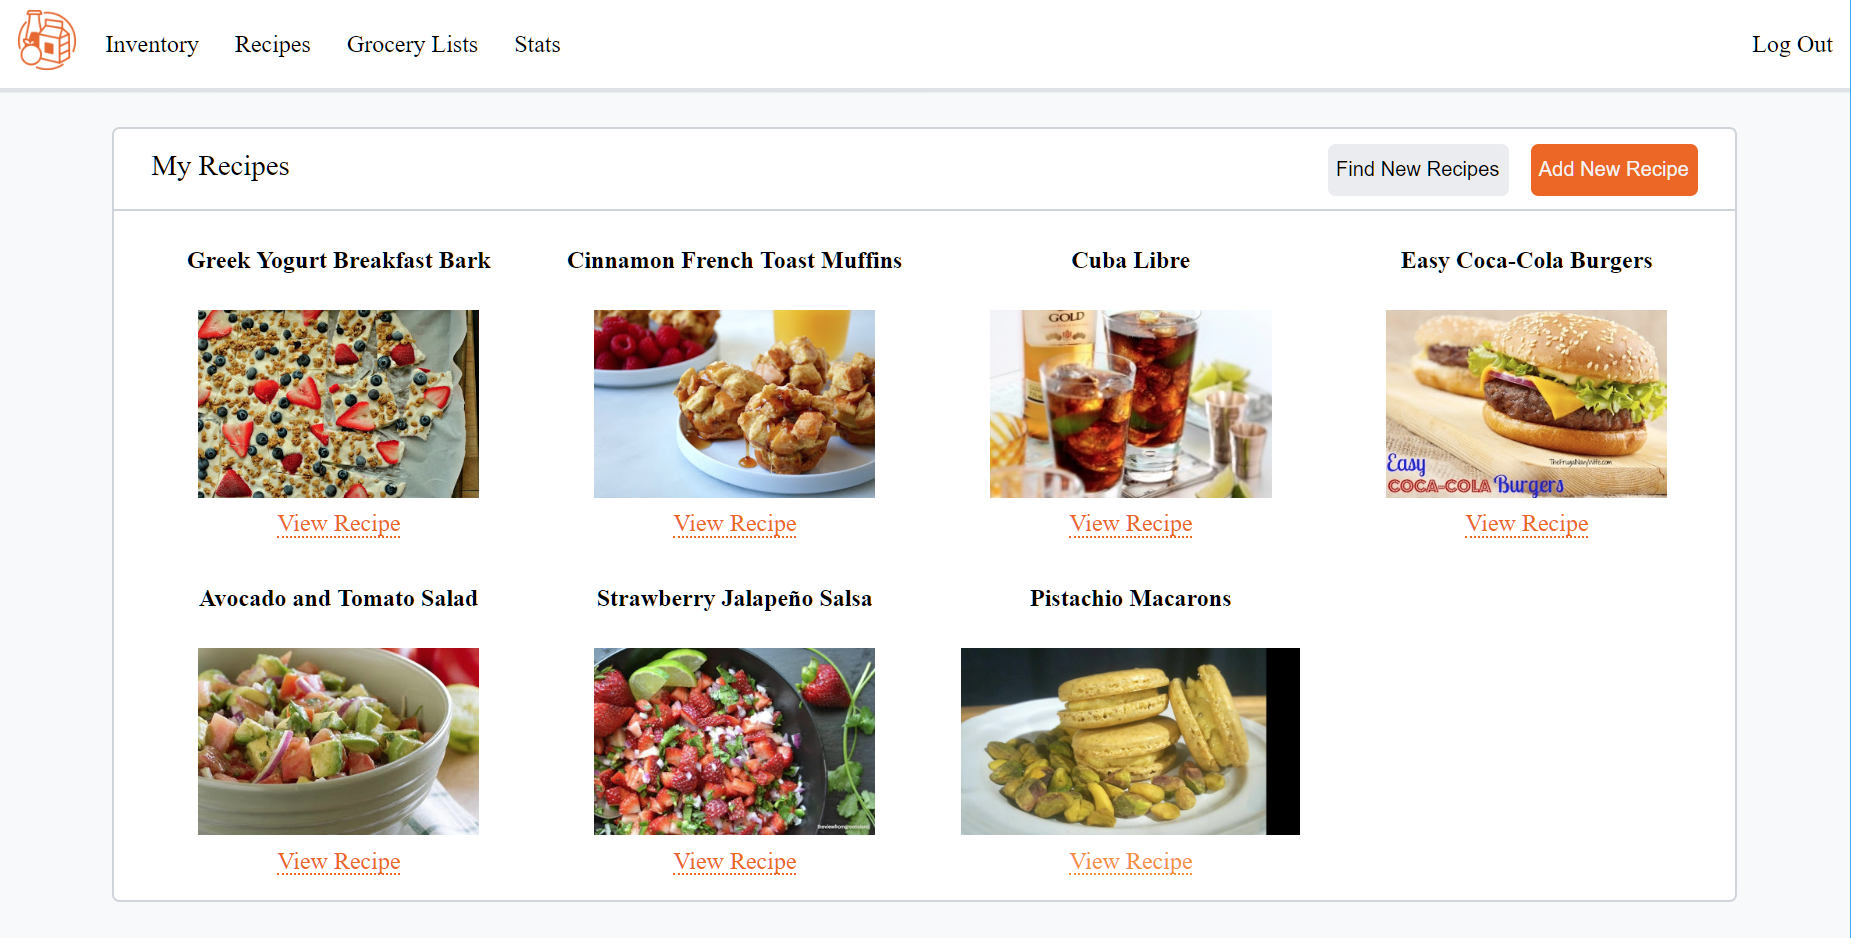 Inventory Recipes Grocery Lists Stats Log Out
My Recipes Find New Recipes Add New Recipe
Greek Yogurt Breakfast Bark Cinnamon French Toast Muffins Cuba Libre Easy Coca-Cola Burgers
GOLD
TheFrugalNavyWife.com
Easy
COCA-COLA Burgers
View Recipe View Recipe View Recipe View Recipe
Avocado and Tomato Salad Strawberry Jalapeño Salsa Pistachio Macarons
View Recipe View Recipe View Recipe